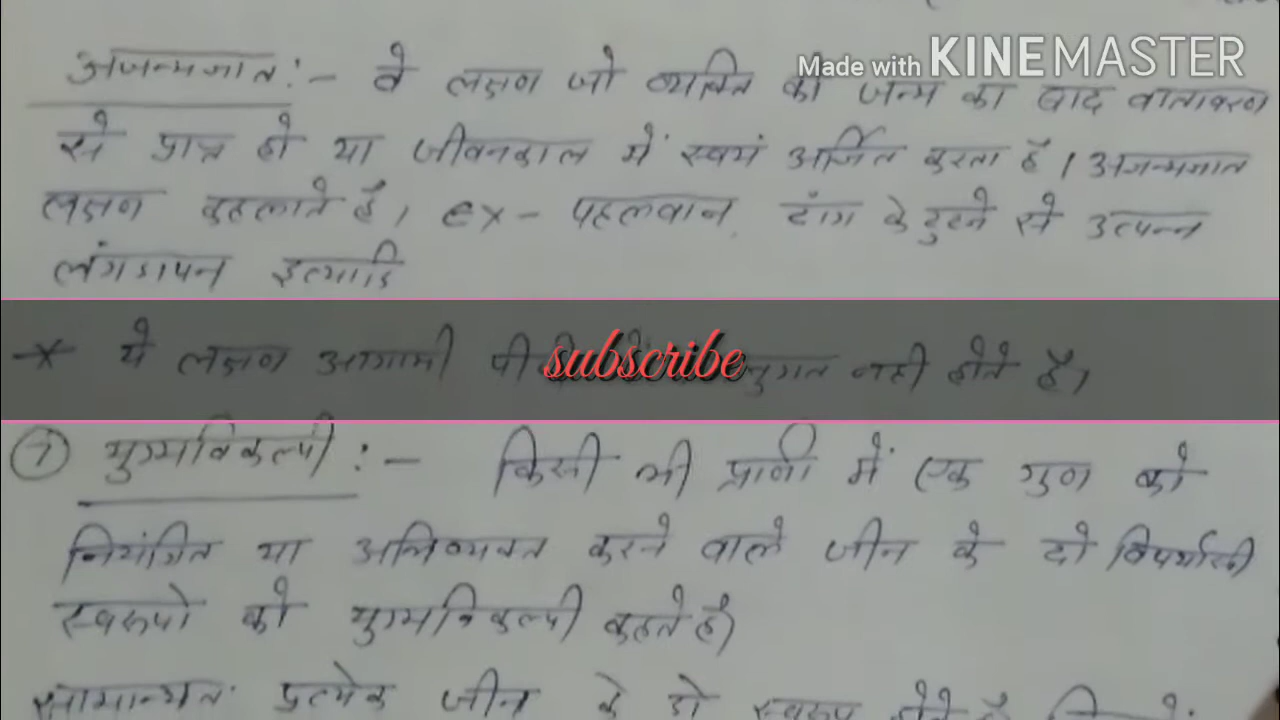 Made with KINEMASTER
अजन्मजात :- वे लक्षण जो व्यक्ति को जन्म का बाद वातावरण
से प्राप्त हो या जीवनकाल में स्वयं अर्जित करता है। अजन्मजात
लक्षण कहलाते है। ex- पहलवान, टांग के टुटने से उत्पन्न
लंगडापन इत्यादि
* ये लक्षण आगामी नही होते है।
subscribe
7 युग्मविकल्पी :- किसी भी प्राणी में एक गुण को
नियंत्रित या अभिव्यक्त करने वाले जीन के दो विपर्यासी
स्वरुपो को युग्मविकल्पी कहते है।
सामान्यतः प्रत्येक जीन के दो स्वरूप होते है